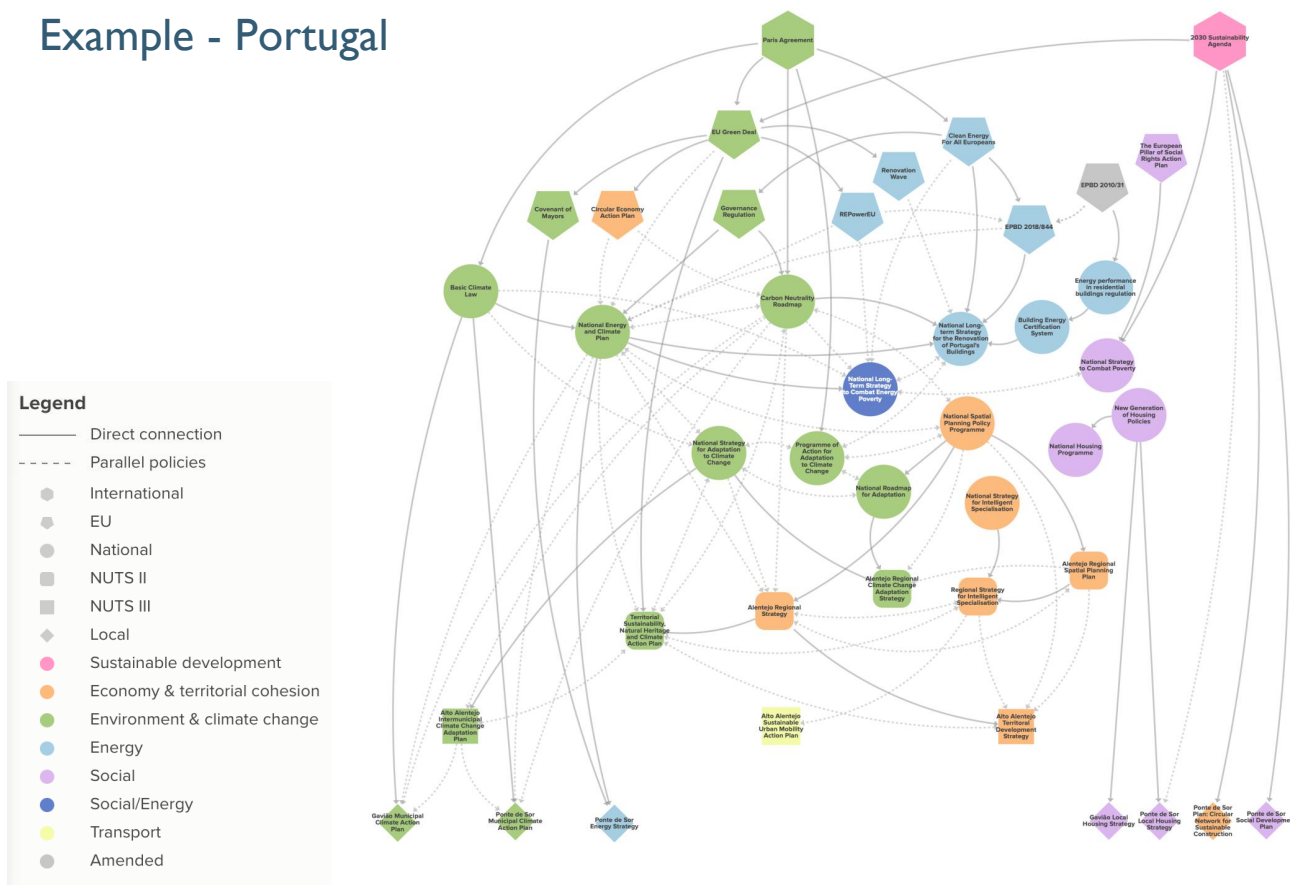 Example - Portugal
Paris Agreement
2030 Sustainability
Agenda
EU Green Deal
Clean Energy
For All Europeans
The European
Pillar of Social
Rights Action
Plan
Renovation
Wave
EPBD 2010/31
Covenant of
Mayors
Circular Economy
Action Plan
Governance
Regulation
REPowerEU
EPBD 2018/844
Basic Climate
Law
Carbon Neutrality
Roadmap
Energy performance
in residential
buildings regulation
National Energy
and Climate
Plan
National Long-
term Strategy
for the Renovation
of Portugal's
Buildings
Building Energy
Certification
System
National Strategy
to Combat Poverty
National Long-
Term Strategy
to Combat Energy
Poverty
National Spatial
Planning Policy
Programme
New Generation
of Housing
Policies
National Housing
Programme
National Strategy
for Adaptation
to Climate
Change
Programme of
Action for
Adaptation
to Climate
Change
National Roadmap
for Adaptation
National Strategy
for Intelligent
Specialisation
Alentejo Regional
Climate Change
Adaptation
Strategy
Regional Strategy
for Intelligent
Specialisation
Alentejo Regional
Spatial Planning
Plan
Alentejo Regional
Strategy
Territorial
Sustainability,
Natural Heritage
and Climate
Action Plan
Alto Alentejo
Intermunicipal
Climate Change
Adaptation
Plan
Alto Alentejo
Sustainable
Urban Mobility
Action Plan
Alto Alentejo
Territoral
Development
Strategy
Gavião Municipal
Climate Action
Plan
Ponte de Sor
Municipal Climate
Action Plan
Ponte de Sor
Energy Strategy
Gavião Local
Housing Strategy
Ponte de Sor
Local Housing
Strategy
Ponte de Sor
Plan: Circular
Network for
Sustainable
Construction
Ponte de Sor
Social Developme
Plan
Legend
Direct connection
Parallel policies
International
EU
National
NUTS II
NUTS III
Local
Sustainable development
Economy & territorial cohesion
Environment & climate change
Energy
Social
Social/Energy
Transport
Amended